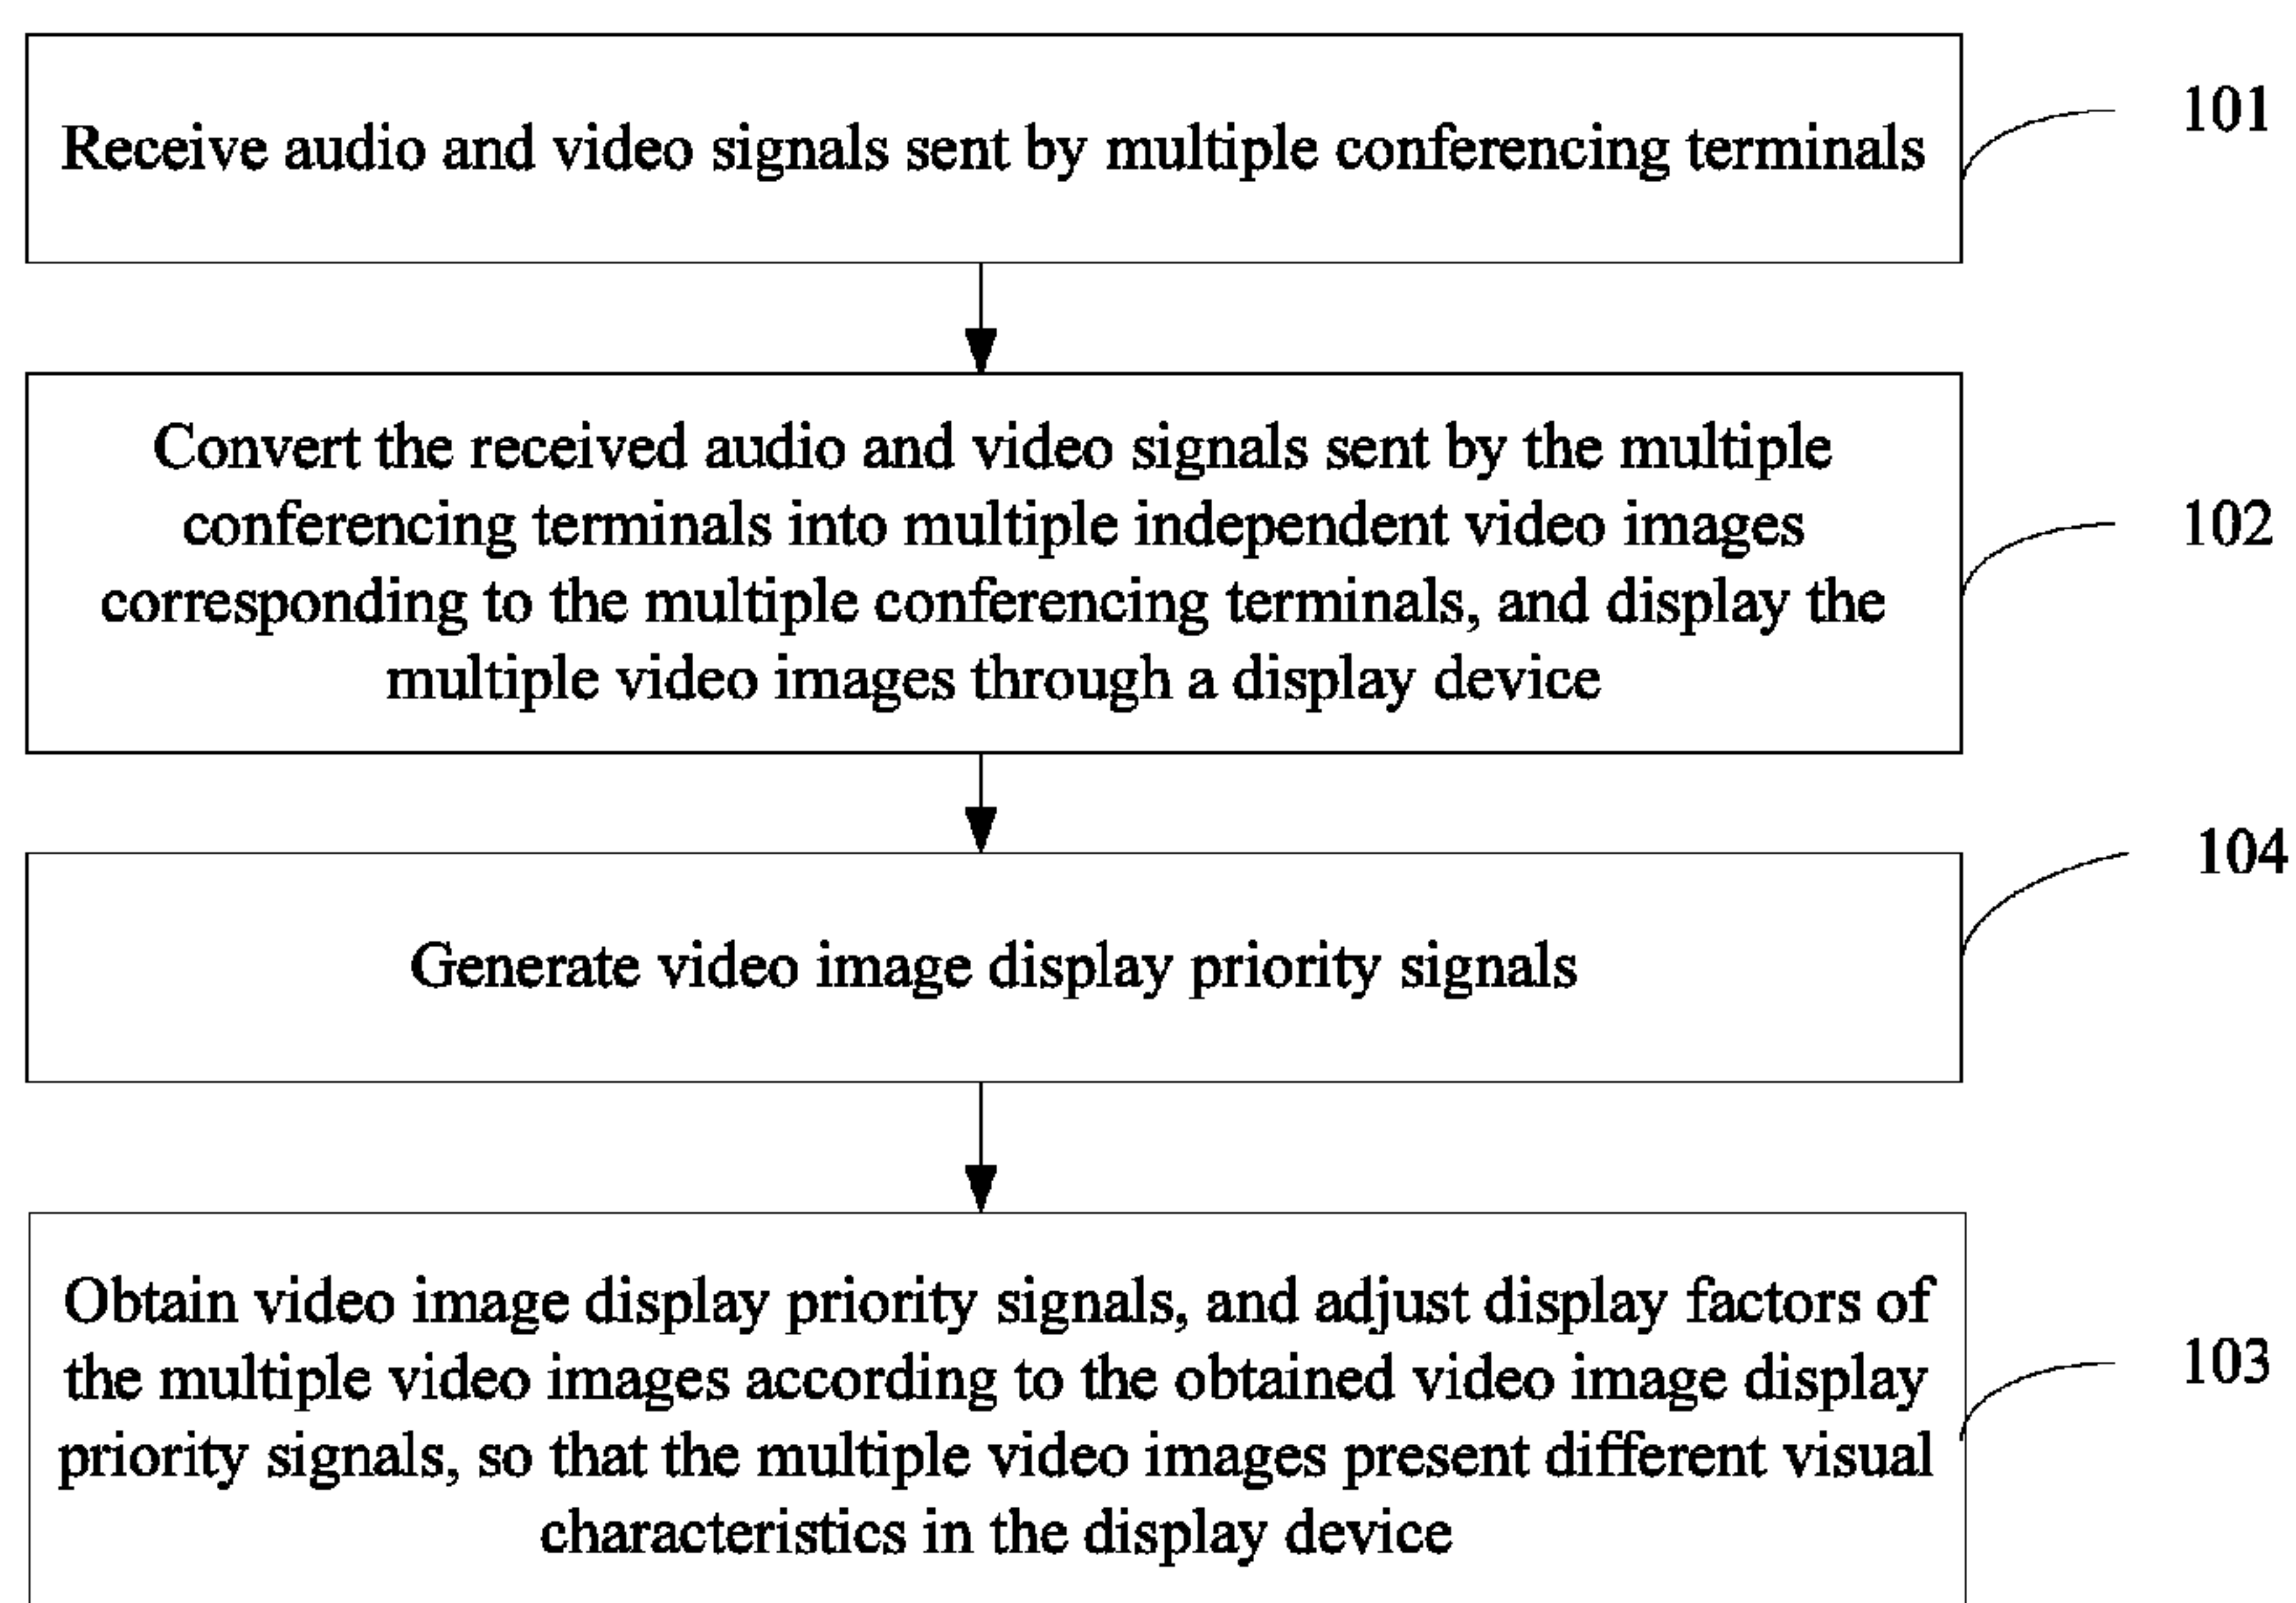 Receive audio and video signals sent by multiple conferencing terminals
101
Convert the received audio and video signals sent by the multiple
conferencing terminals into multiple independent video images
corresponding to the multiple conferencing terminals, and display the
multiple video images through a display device
102
Generate video image display priority signals
104
Obtain video image display priority signals, and adjust display factors of
the multiple video images according to the obtained video image display
priority signals, so that the multiple video images present different visual
characteristics in the display device
103